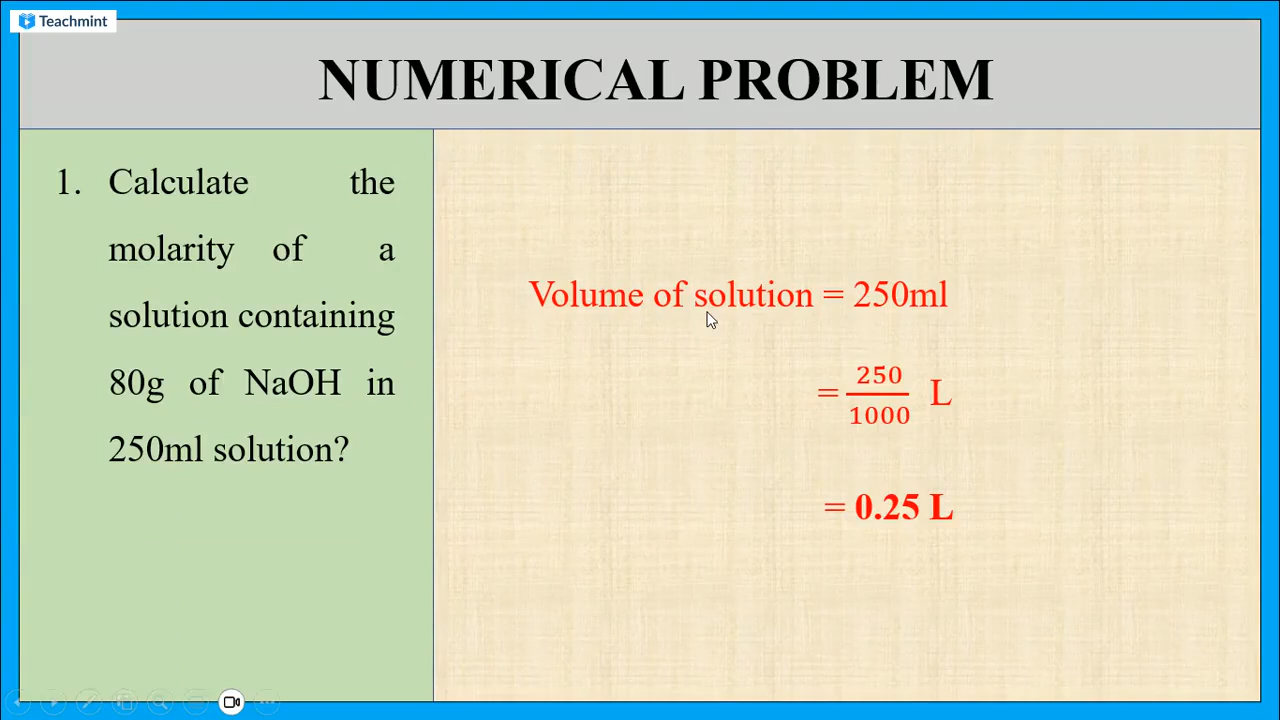 Teachmint
NUMERICAL PROBLEM
1. Calculate the
molarity of a
solution containing
80g of NaOH in
250ml solution?
Volume of solution = 250ml
= 250/1000 L
= 0.25 L